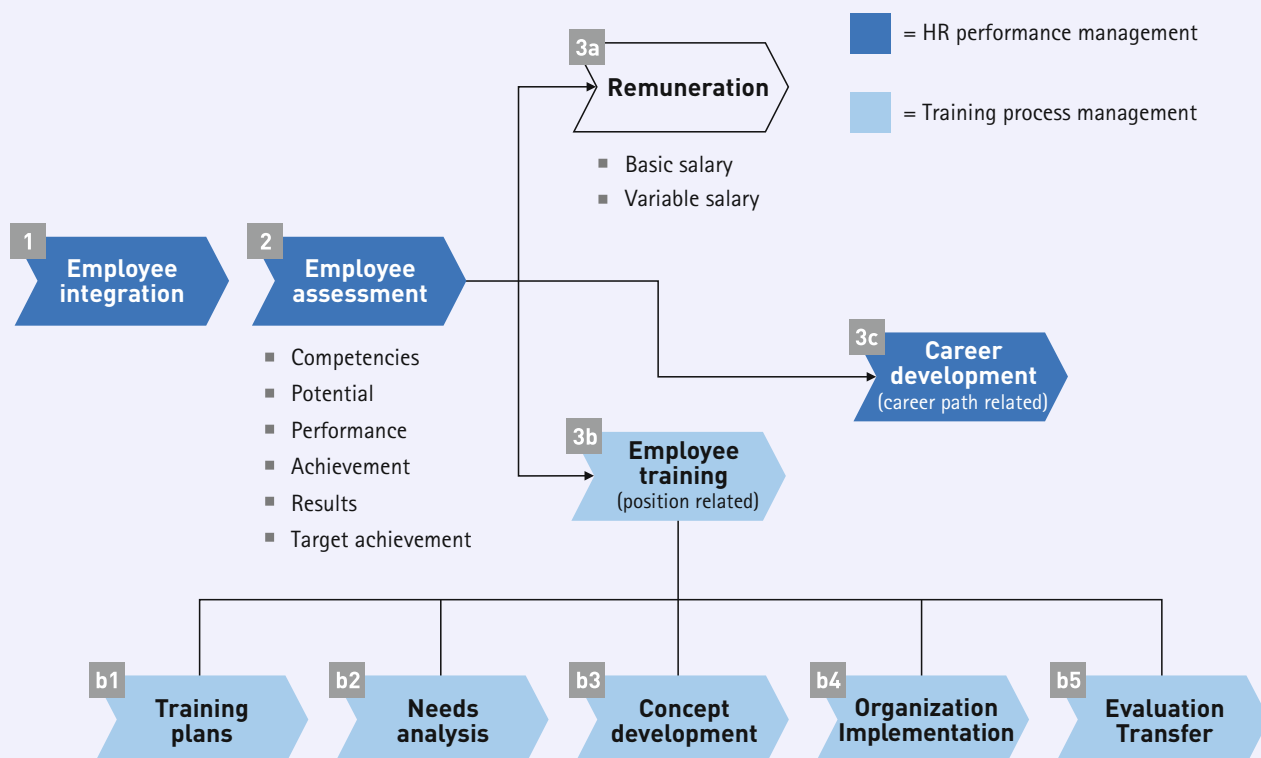 3a
Remuneration
= HR performance management
= Training process management
Basic salary
Variable salary
1
Employee
integration
2
Employee
assessment
Competencies
Potential
Performance
Achievement
Results
Target achievement
3c
Career
development
(career path related)
3b
Employee
training
(position related)
b1
Training
plans
b2
Needs
analysis
b3
Concept
development
b4
Organization
Implementation
b5
Evaluation
Transfer